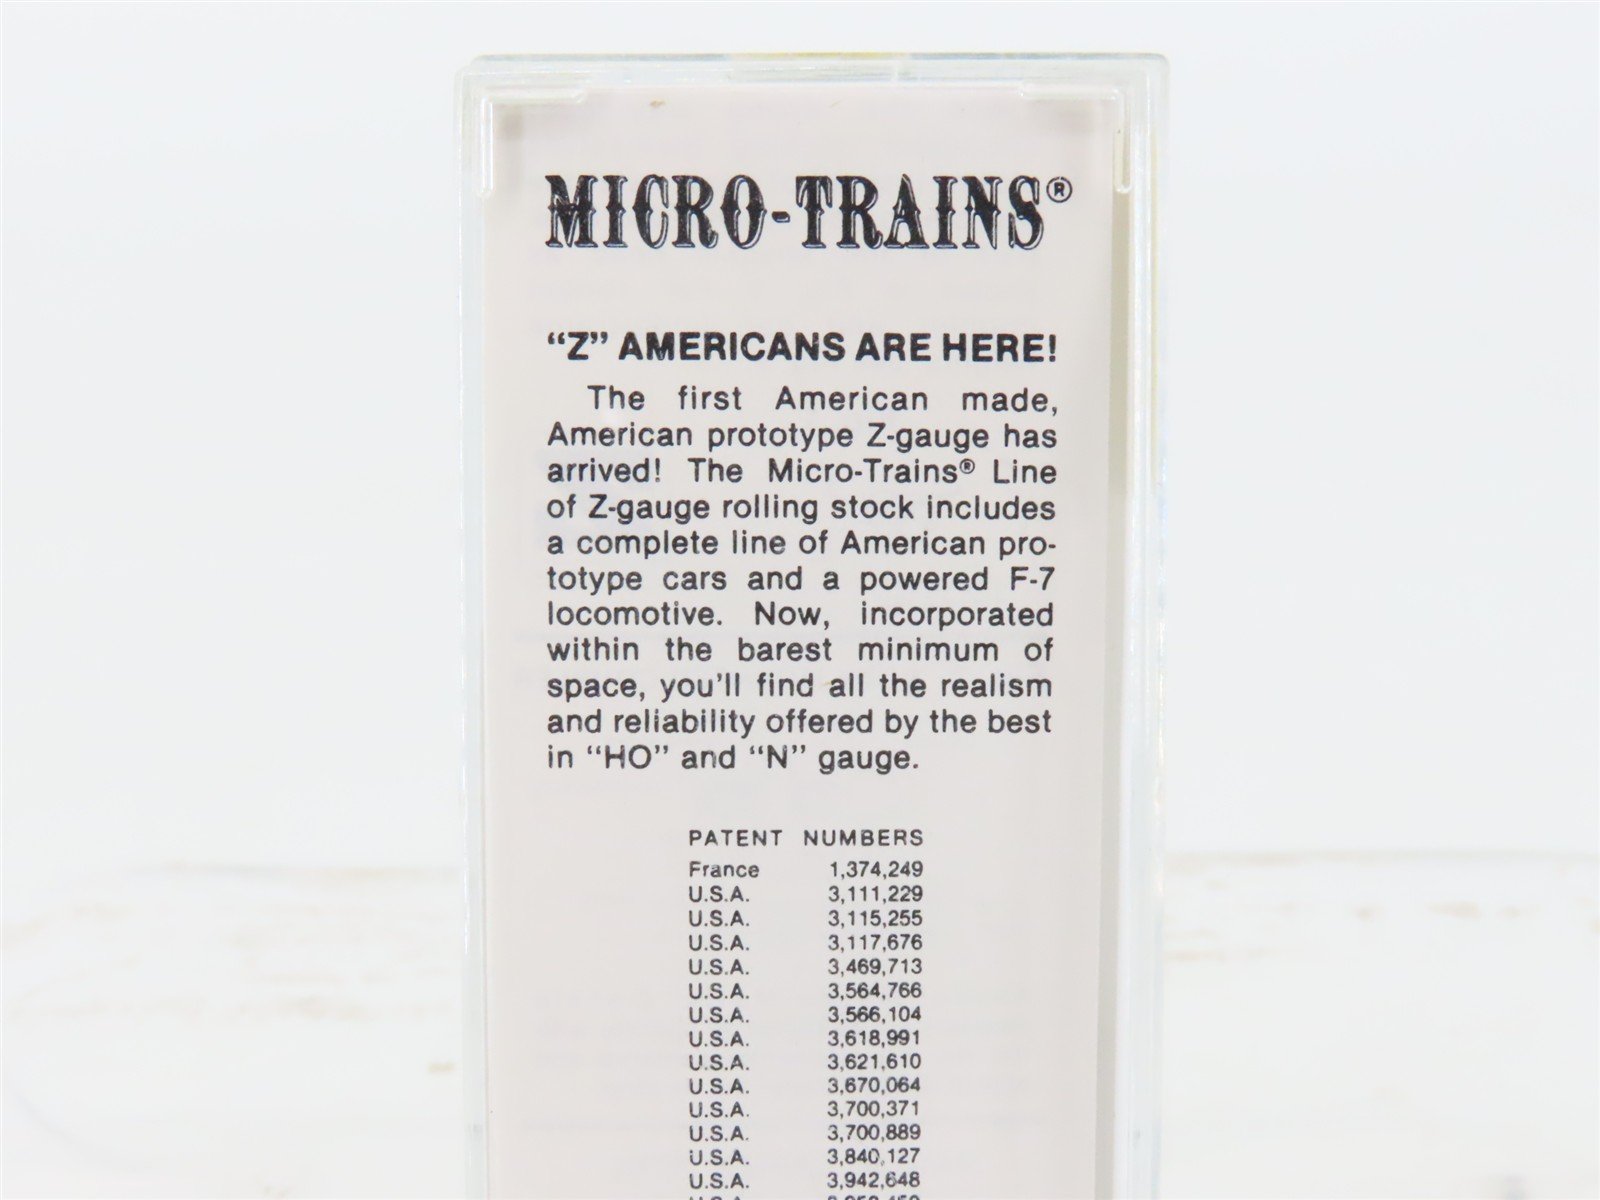 MICRO-TRAINS®
“Z” AMERICANS ARE HERE!
The first American made,
American prototype Z-gauge has
arrived! The Micro-Trains® Line
of Z-gauge rolling stock includes
a complete line of American pro-
totype cars and a powered F-7
locomotive. Now, incorporated
within the barest minimum of
space, you'll find all the realism
and reliability offered by the best
in “HO” and “N” gauge.
PATENT NUMBERS
France 1,374,249
U.S.A. 3,111,229
U.S.A. 3,115,255
U.S.A. 3,117,676
U.S.A. 3,469,713
U.S.A. 3,564,766
U.S.A. 3,566,104
U.S.A. 3,618,991
U.S.A. 3,621,610
U.S.A. 3,670,064
U.S.A. 3,700,371
U.S.A. 3,700,889
U.S.A. 3,840,127
U.S.A. 3,942,648
U.S.A.